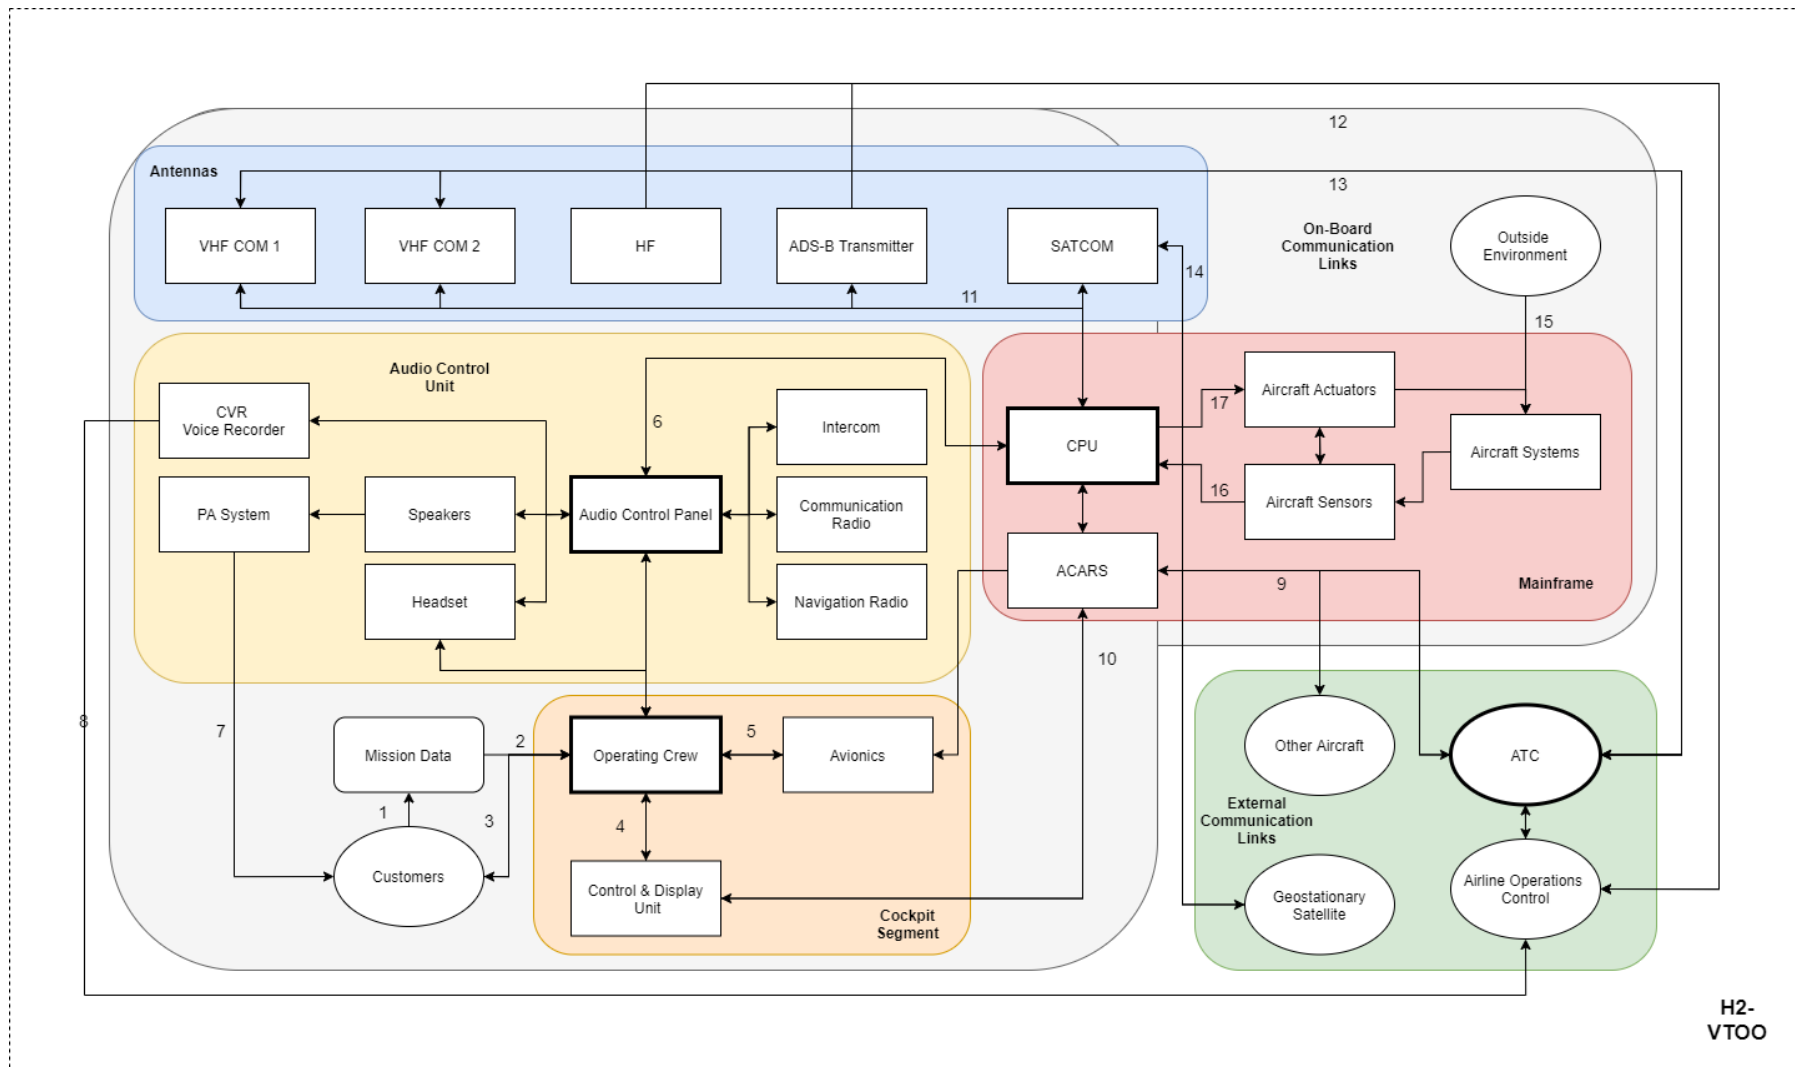 12
Antennas
13
VHF COM 1
VHF COM 2
HF
ADS-B Transmitter
SATCOM
On-Board
Communication
Links
Outside
Environment
14
11
15
Audio Control
Unit
CVR
Voice Recorder
6
Intercom
CPU
17
Aircraft Actuators
Aircraft Systems
PA System
Speakers
Audio Control Panel
Communication
Radio
16
Aircraft Sensors
Headset
Navigation Radio
ACARS
9
Mainframe
10
8
7
Mission Data
2
Operating Crew
5
Avionics
Other Aircraft
ATC
1
3
4
External
Communication
Links
Customers
Control & Display
Unit
Cockpit
Segment
Geostationary
Satellite
Airline Operations
Control
H2-
VTOO